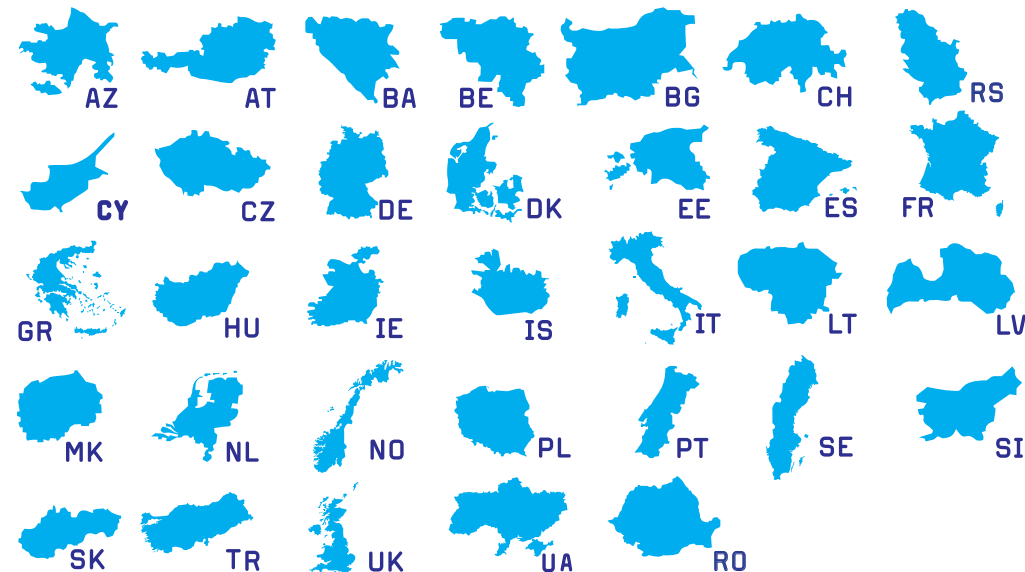 AZ AT BA BE BG CH RS
CY CZ DE DK EE ES FR
GR HU IE IS IT LT LV
MK NL NO PL PT SE SI
SK TR UK UA RO